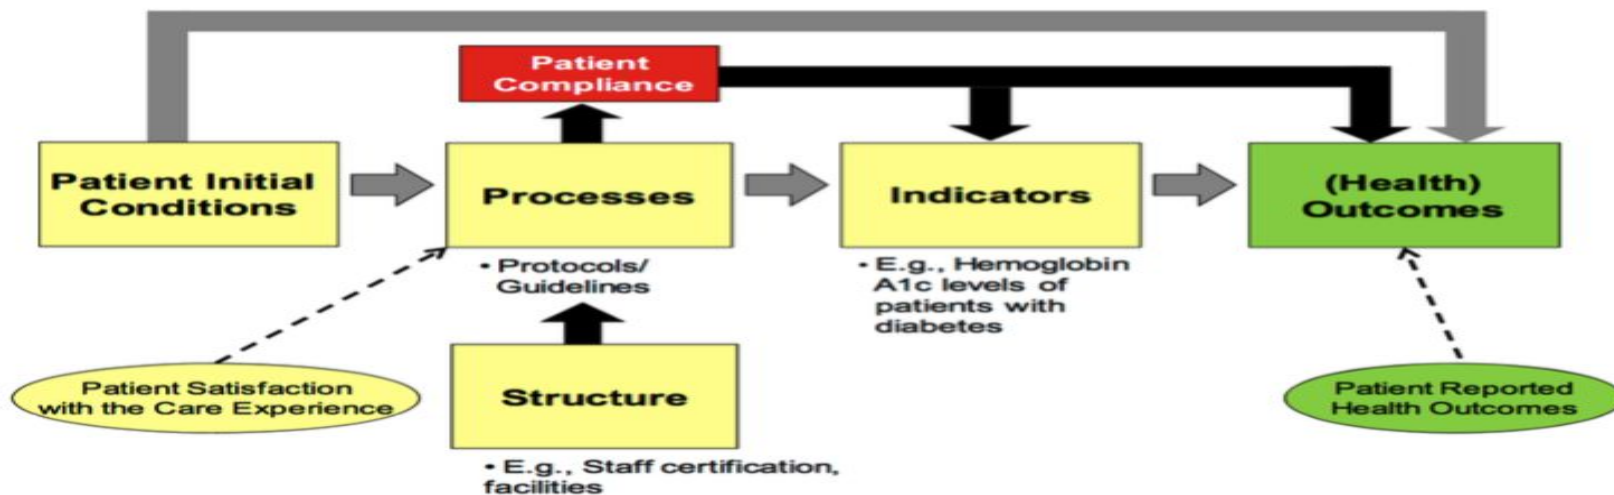 Patient
Compliance
Patient Initial
Conditions
Processes
Indicators
(Health)
Outcomes
• Protocols/
Guidelines
• E.g., Hemoglobin
A1c levels of
patients with
diabetes
Patient Satisfaction
with the Care Experience
Structure
Patient Reported
Health Outcomes
• E.g., Staff certification,
facilities